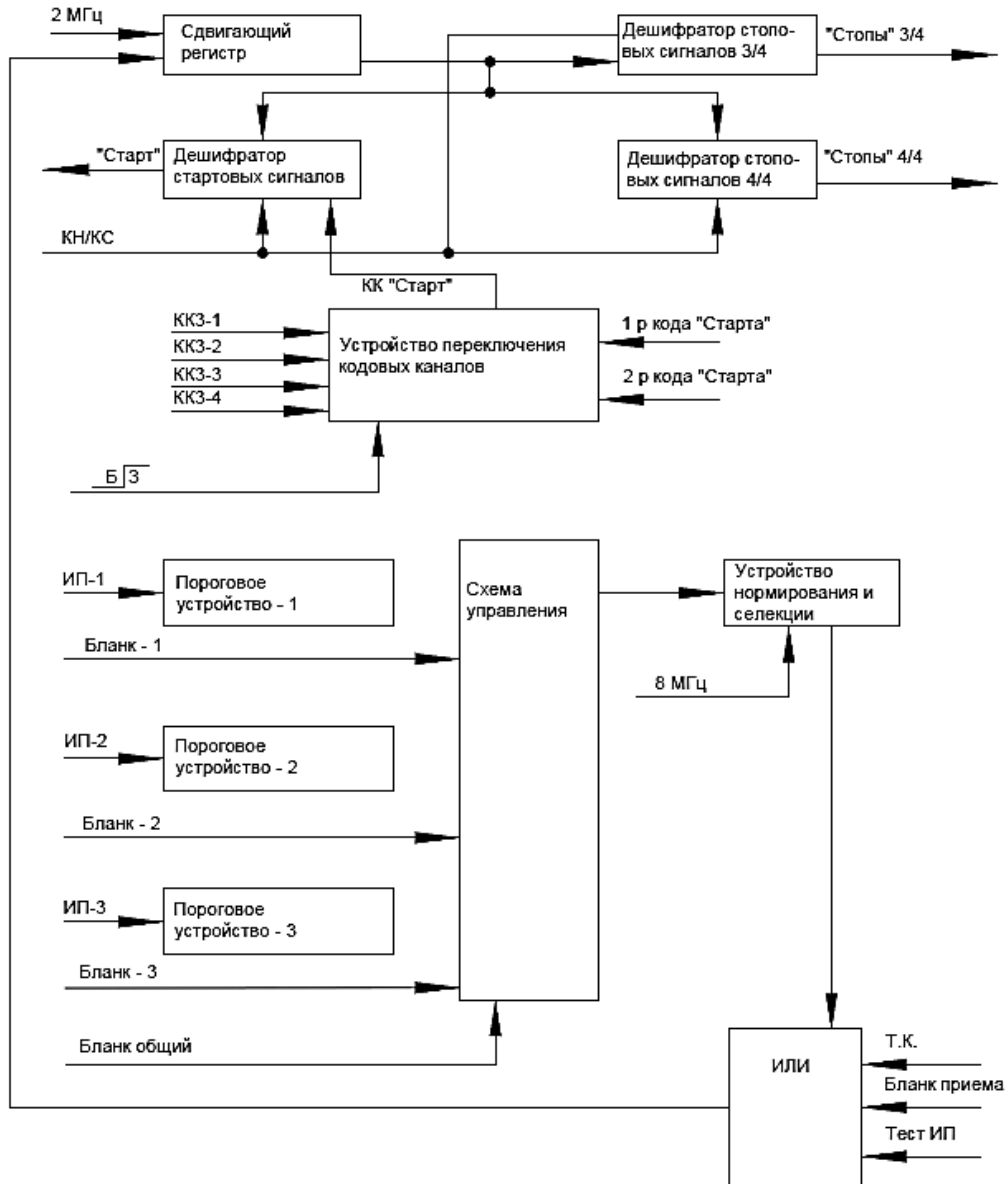 2 МГц
Сдвигающий
регистр
Дешифратор стопо-
вых сигналов 3/4
"Стопы" 3/4
"Старт"
Дешифратор
стартовых сигналов
Дешифратор стопо-
вых сигналов 4/4
"Стопы" 4/4
КН/КС
КК "Старт"
ККЗ-1
ККЗ-2
ККЗ-3
ККЗ-4
Устройство переключения
кодовых каналов
1 р кода "Старта"
2 р кода "Старта"
Б 3
ИП-1
Пороговое
устройство - 1
Бланк - 1
Схема
управления
Устройство
нормирования и
селекции
8 МГц
ИП-2
Пороговое
устройство - 2
Бланк - 2
ИП-3
Пороговое
устройство - 3
Бланк - 3
Бланк общий
ИЛИ
Т.К.
Бланк приема
Тест ИП